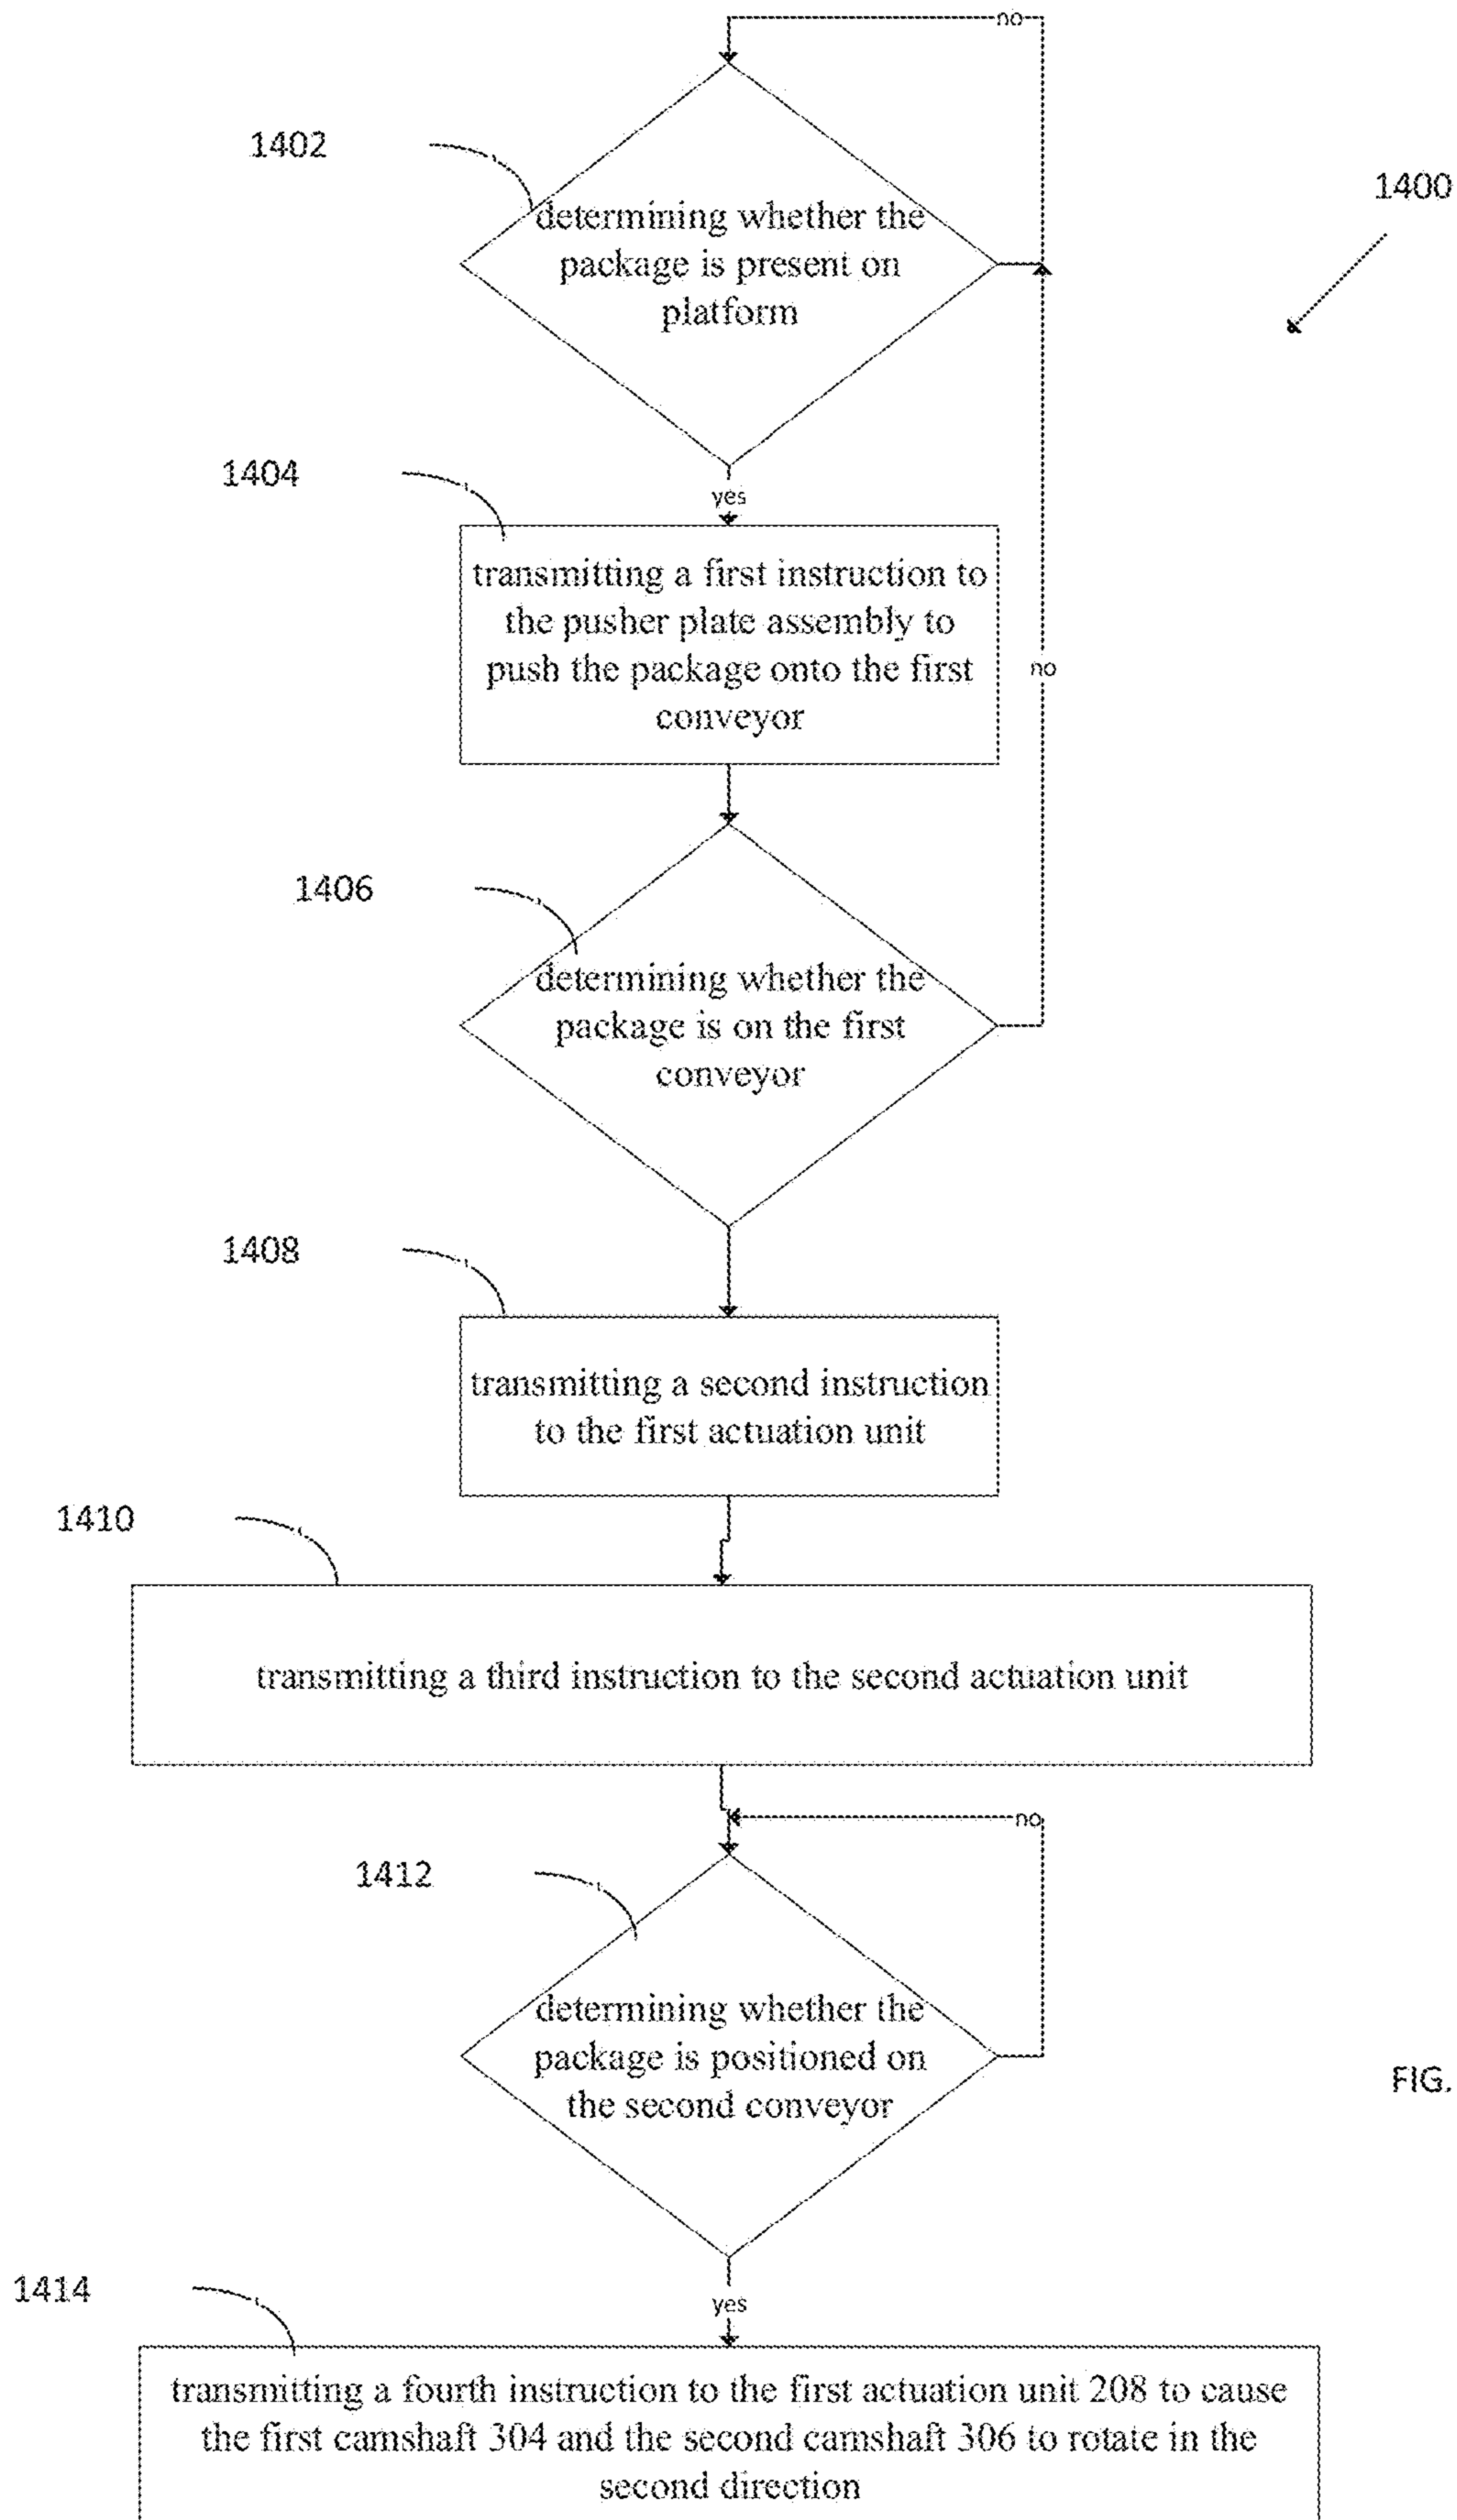 no
1402
1400
determining whether the
package is present on
platform
1404
yes
transmitting a first instruction to
the pusher plate assembly to
push the package onto the first
conveyor
no
1406
determining whether the
package is on the first
conveyor
1408
transmitting a second instruction
to the first actuation unit
1410
transmitting a third instruction to the second actuation unit
no
1412
determining whether the
package is positioned on
the second conveyor
FIG.
1414
yes
transmitting a fourth instruction to the first actuation unit 208 to cause
the first camshaft 304 and the second camshaft 306 to rotate in the
second direction